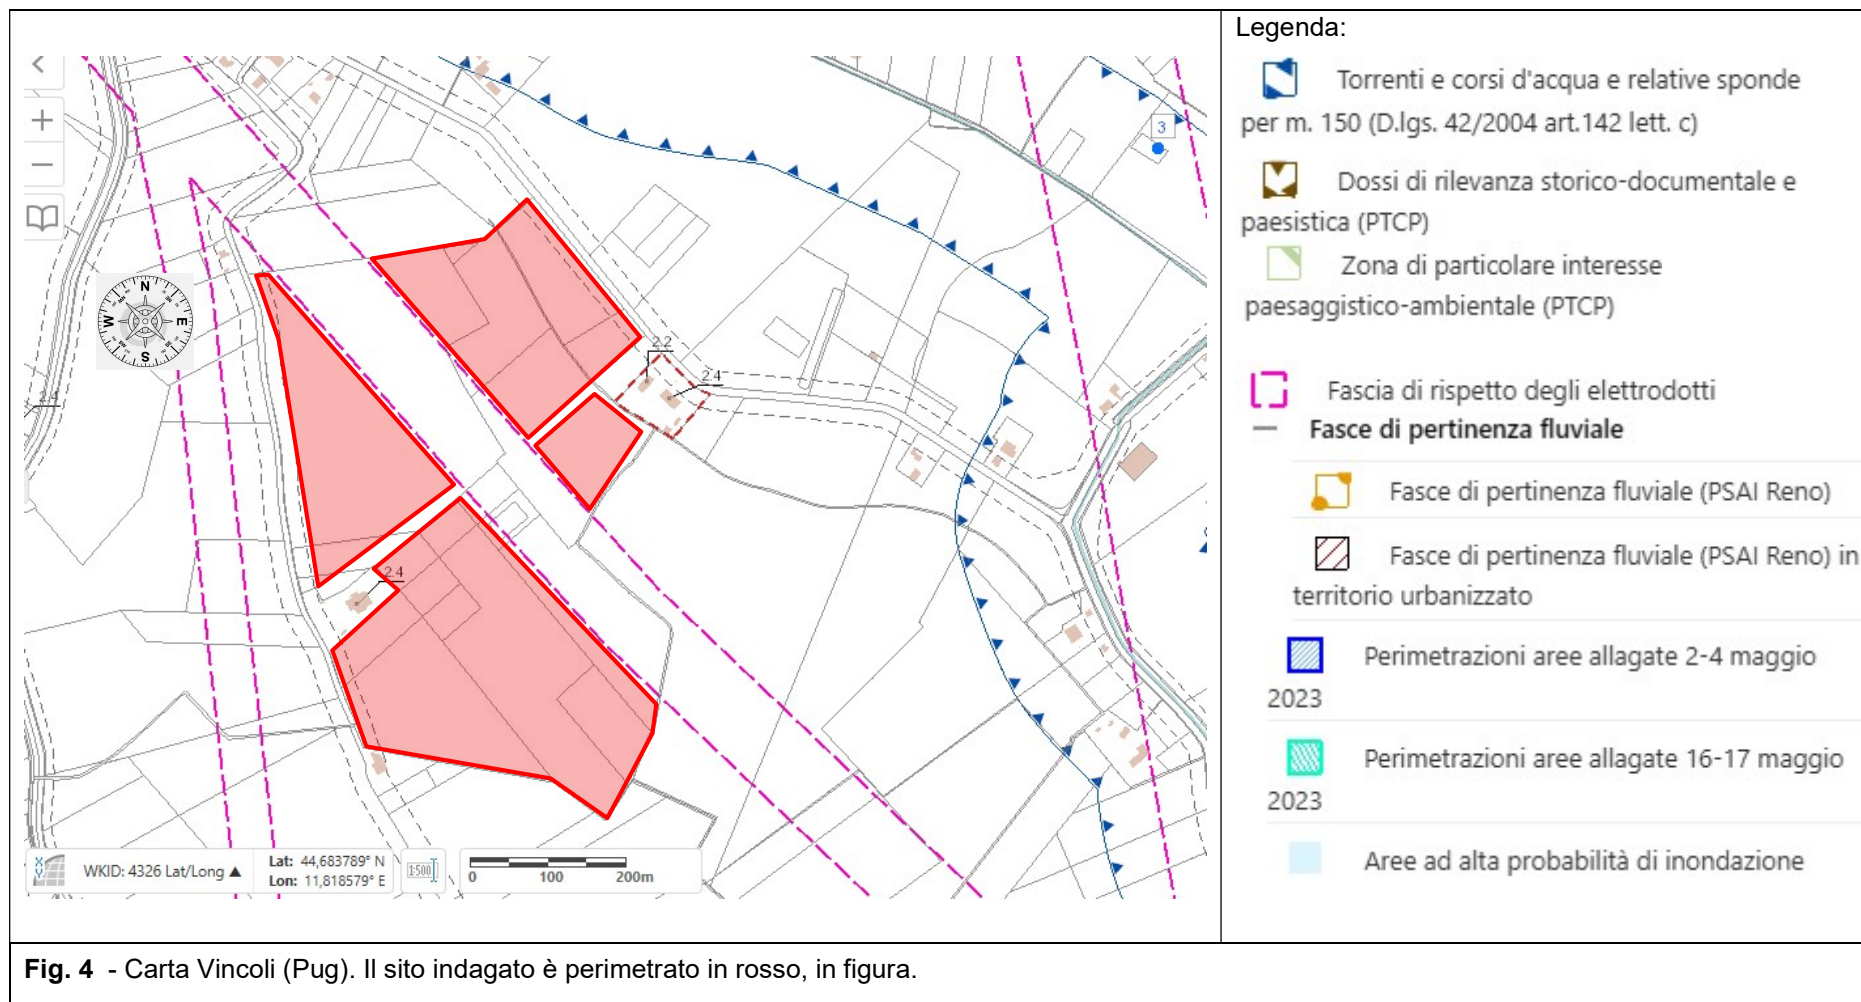 Legenda:
Torrenti e corsi d'acqua e relative sponde
per m. 150 (D.lgs. 42/2004 art.142 lett. c)
Dossi di rilevanza storico-documentale e
paesistica (PTCP)
Zona di particolare interesse
paesaggistico-ambientale (PTCP)
Fascia di rispetto degli elettrodotti
Fasce di pertinenza fluviale
Fasce di pertinenza fluviale (PSAI Reno)
Fasce di pertinenza fluviale (PSAI Reno) in
territorio urbanizzato
Perimetrazioni aree allagate 2-4 maggio
2023
Perimetrazioni aree allagate 16-17 maggio
2023
Aree ad alta probabilità di inondazione
3
N
W
E
S
2.2
2.4
2.4
2.4
WKID: 4326 Lat/Long ▲
Lat: 44,683789° N
Lon: 11,818579° E
1:500
0 100 200m
Fig. 4 - Carta Vincoli (Pug). Il sito indagato è perimetrato in rosso, in figura.